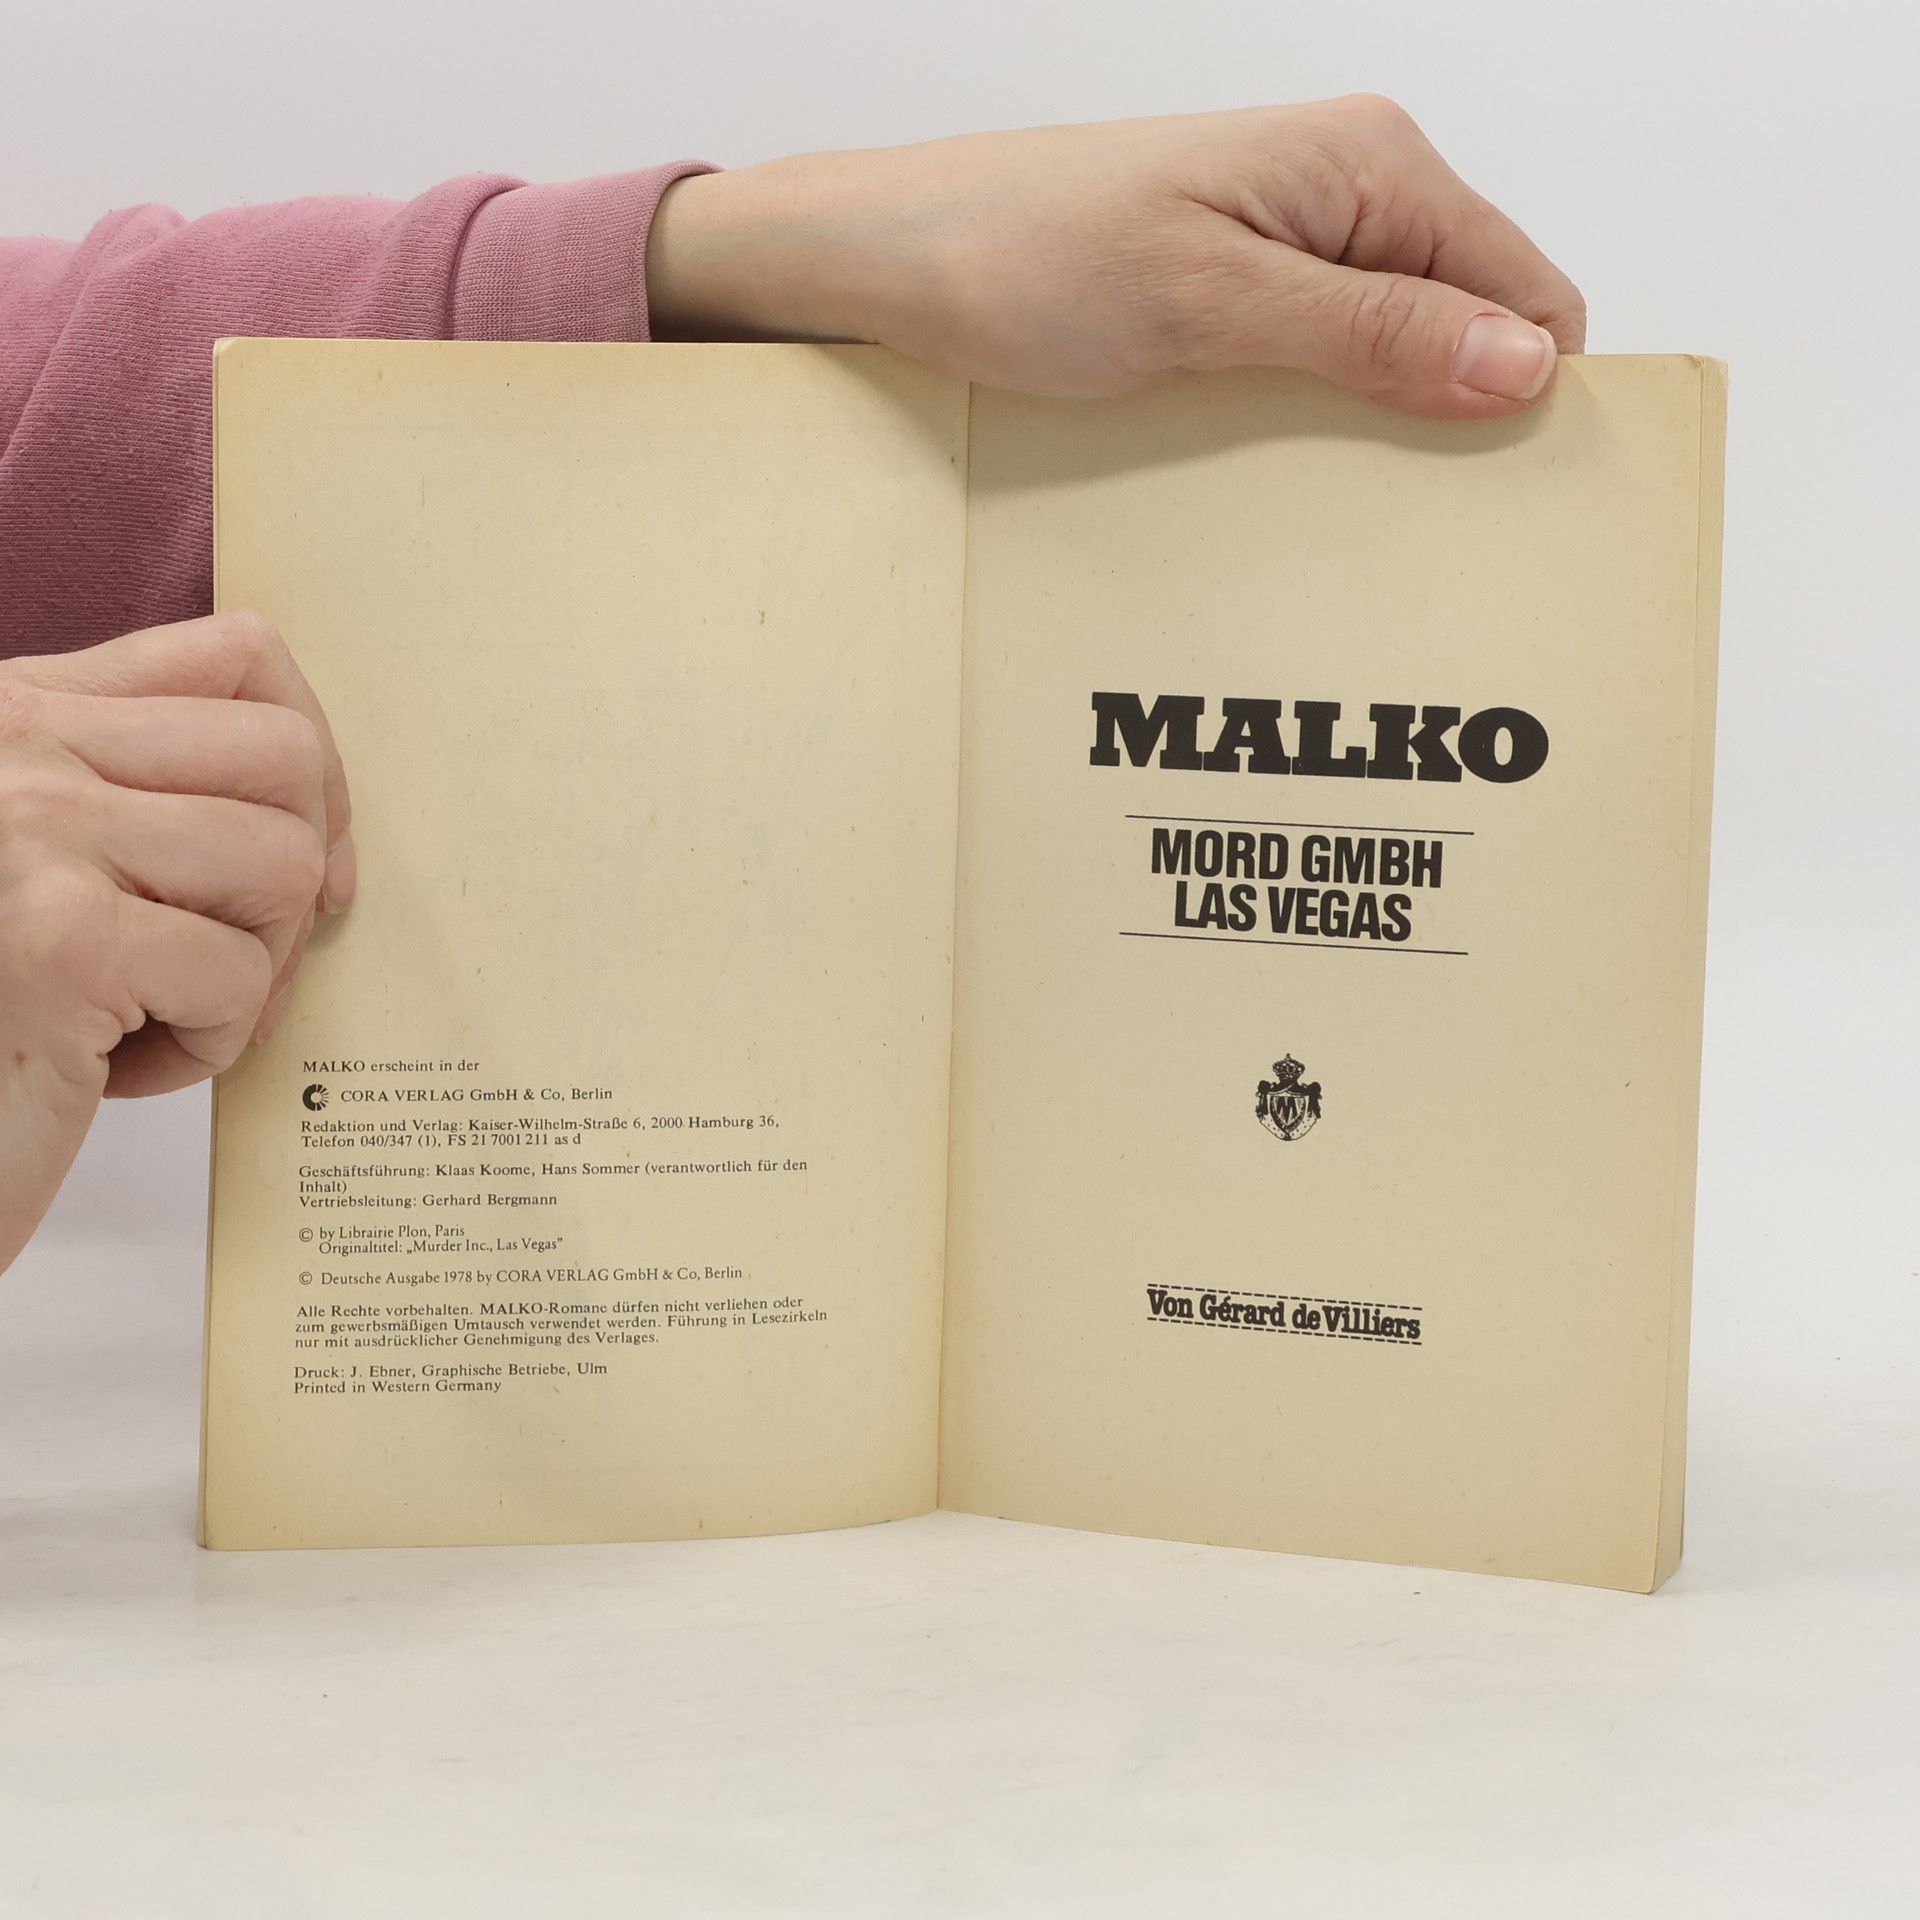 MALKO erscheint in der
CORA VERLAG GmbH & Co, Berlin
Redaktion und Verlag: Kaiser-Wilhelm-Straße 6, 2000 Hamburg 36,
Telefon 040/347 (1), FS 21 7001 211 as d
Geschäftsführung: Klaas Koome, Hans Sommer (verantwortlich für den
Inhalt)
Vertriebsleitung: Gerhard Bergmann
© by Librairie Plon, Paris
Originaltitel: „Murder Inc., Las Vegas”
© Deutsche Ausgabe 1978 by CORA VERLAG GmbH & Co, Berlin
Alle Rechte vorbehalten. MALKO-Romane dürfen nicht verliehen oder
zum gewerbsmäßigen Umtausch verwendet werden. Führung in Lesezirkeln
nur mit ausdrücklicher Genehmigung des Verlages.
Druck: J. Ebner, Graphische Betriebe, Ulm
Printed in Western Germany
MALKO
MORD GMBH
LAS VEGAS
M
Von Gérard de Villiers